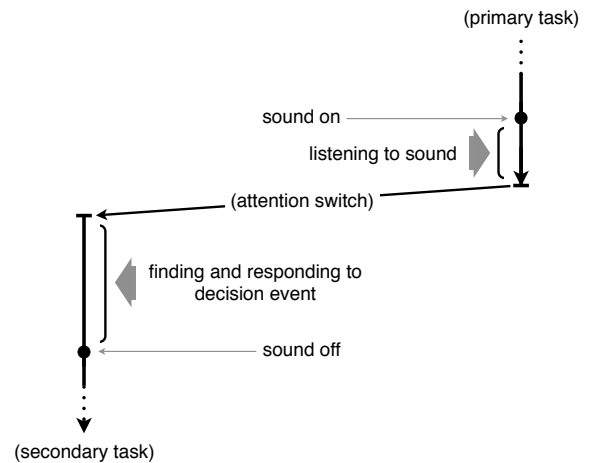 (primary task)
sound on
listening to sound
(attention switch)
finding and responding to
decision event
sound off
(secondary task)